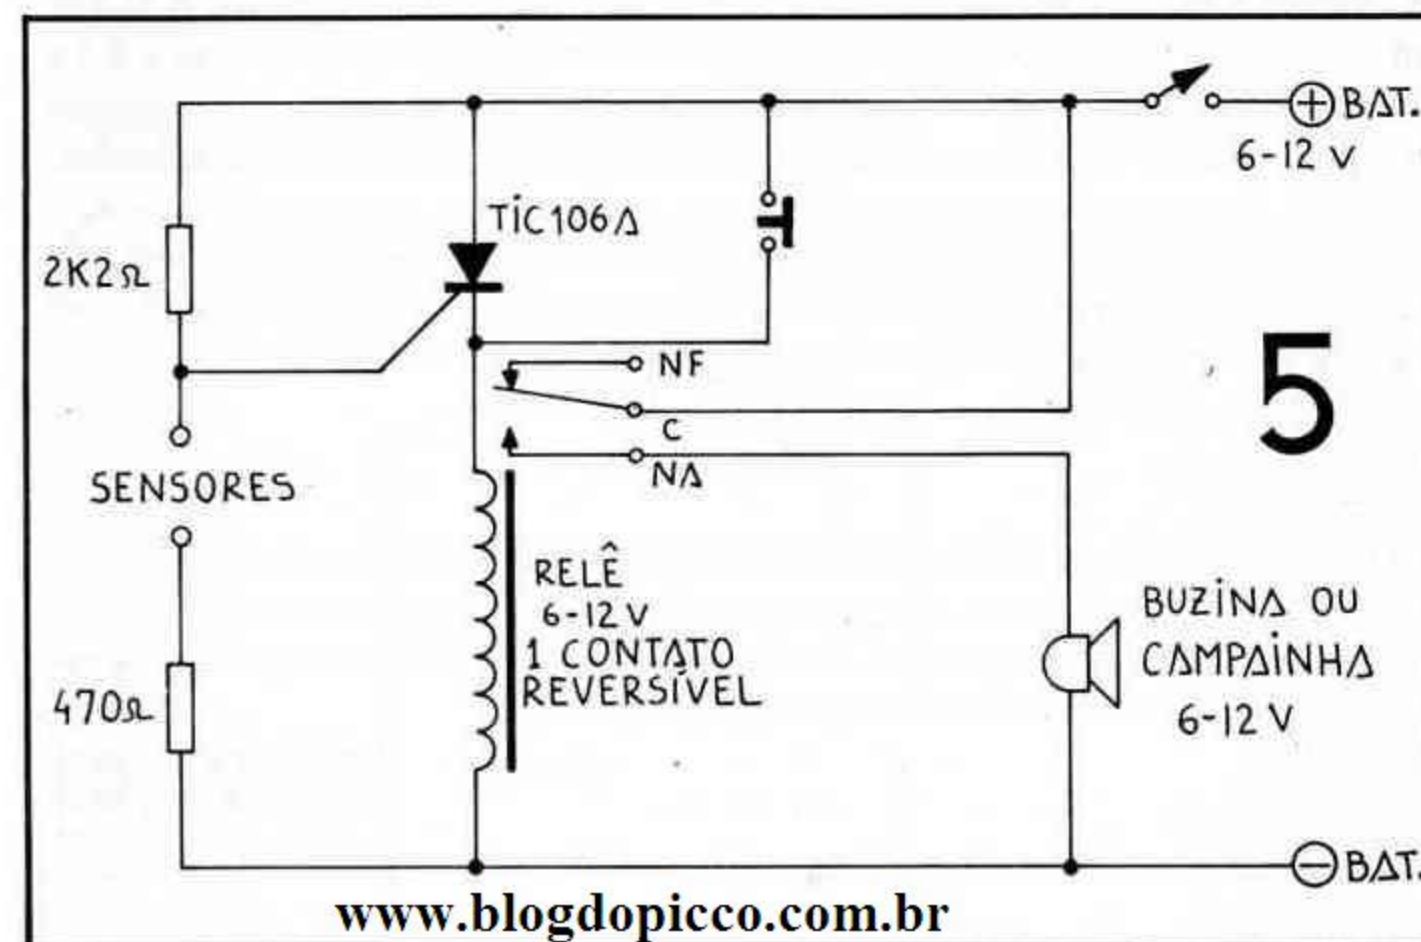 BAT.
6-12 V
TIC106A
2K2Ω
NF
5
C
NA
SENSORES
RELÊ
6-12 V
1 CONTATO
REVERSÍVEL
BUZINA OU
CAMPAINHA
6-12 V
470Ω
BAT.
www.blogdopicco.com.br